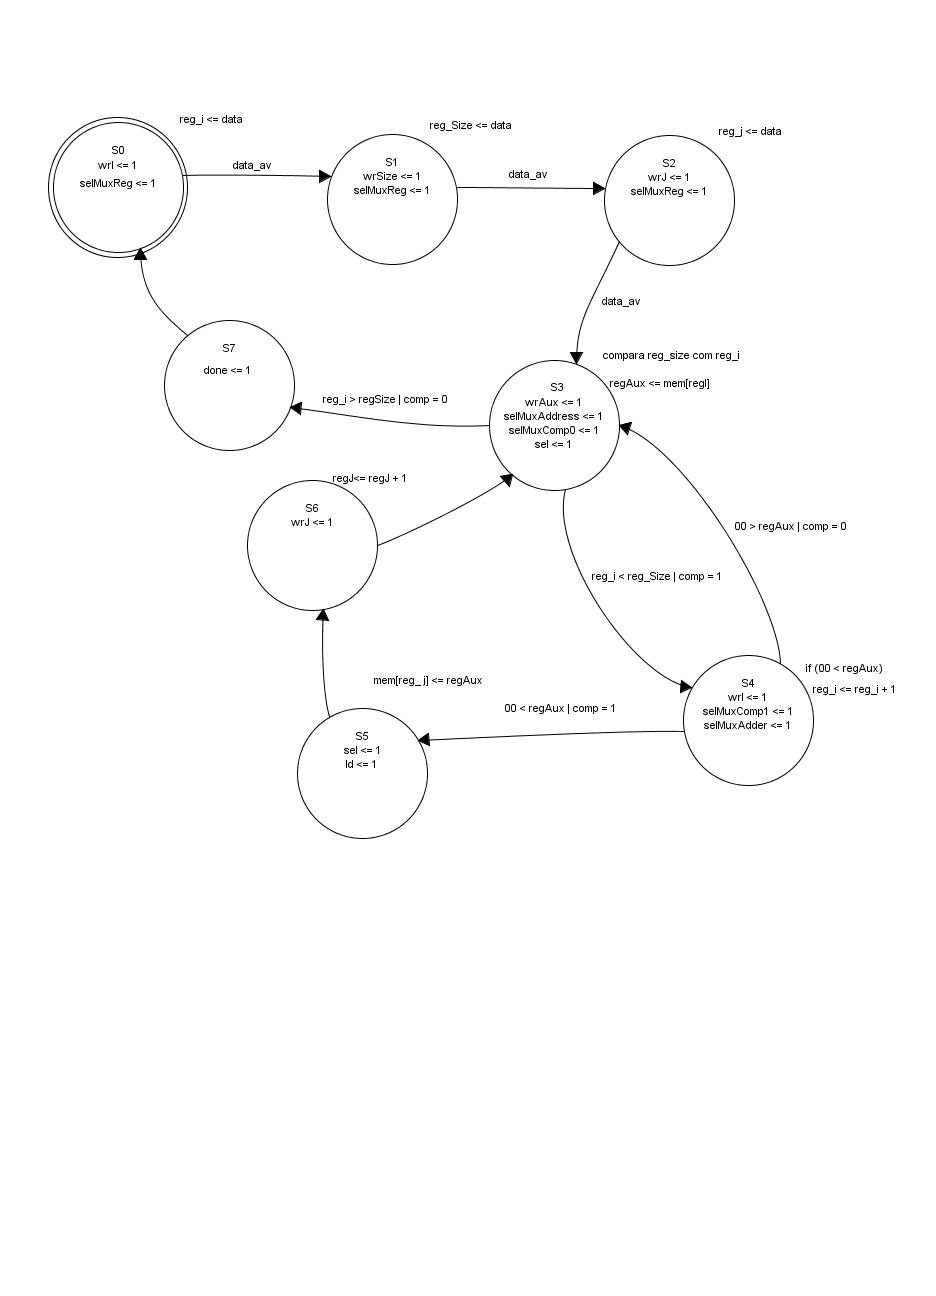 reg_i <= data
S0
wrI <= 1
selMuxReg <= 1
data_av
reg_Size <= data
S1
wrSize <= 1
selMuxReg <= 1
data_av
reg_j <= data
S2
wrJ <= 1
selMuxReg <= 1
data_av
compara reg_size com reg_i
regAux <= mem[regI]
S3
wrAux <= 1
selMuxAddress <= 1
selMuxComp0 <= 1
sel <= 1
reg_i > regSize | comp = 0
S7
done <= 1
regJ<= regJ + 1
S6
wrJ <= 1
00 > regAux | comp = 0
reg_i < reg_Size | comp = 1
if (00 < regAux)
reg_i <= reg_i + 1
S4
wrI <= 1
selMuxComp1 <= 1
selMuxAdder <= 1
mem[reg_j] <= regAux
00 < regAux | comp = 1
S5
sel <= 1
ld <= 1